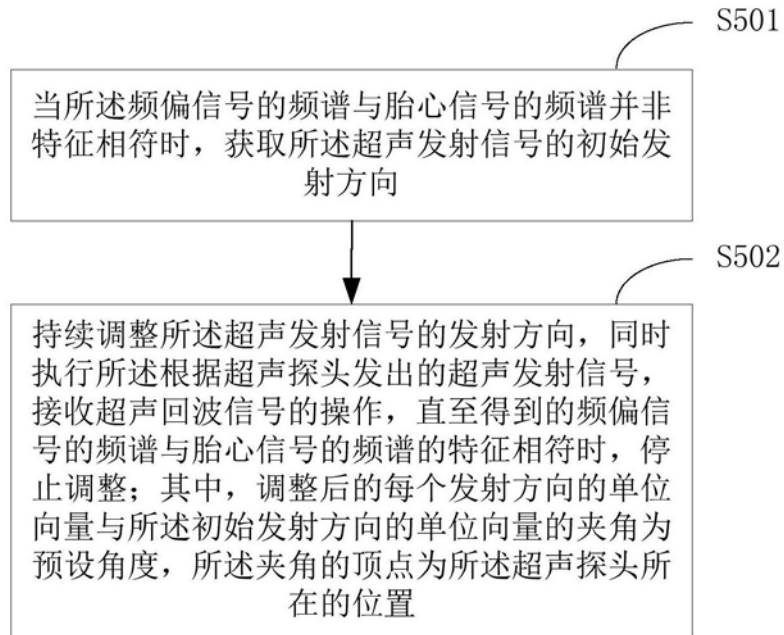 S501
当所述频偏信号的频谱与胎心信号的频谱并非
特征相符时，获取所述超声发射信号的初始发
射方向
S502
持续调整所述超声发射信号的发射方向，同时
执行所述根据超声探头发出的超声发射信号，
接收超声回波信号的操作，直至得到的频偏信
号的频谱与胎心信号的频谱的特征相符时，停
止调整；其中，调整后的每个发射方向的单位
向量与所述初始发射方向的单位向量的夹角为
预设角度，所述夹角的顶点为所述超声探头所
在的位置